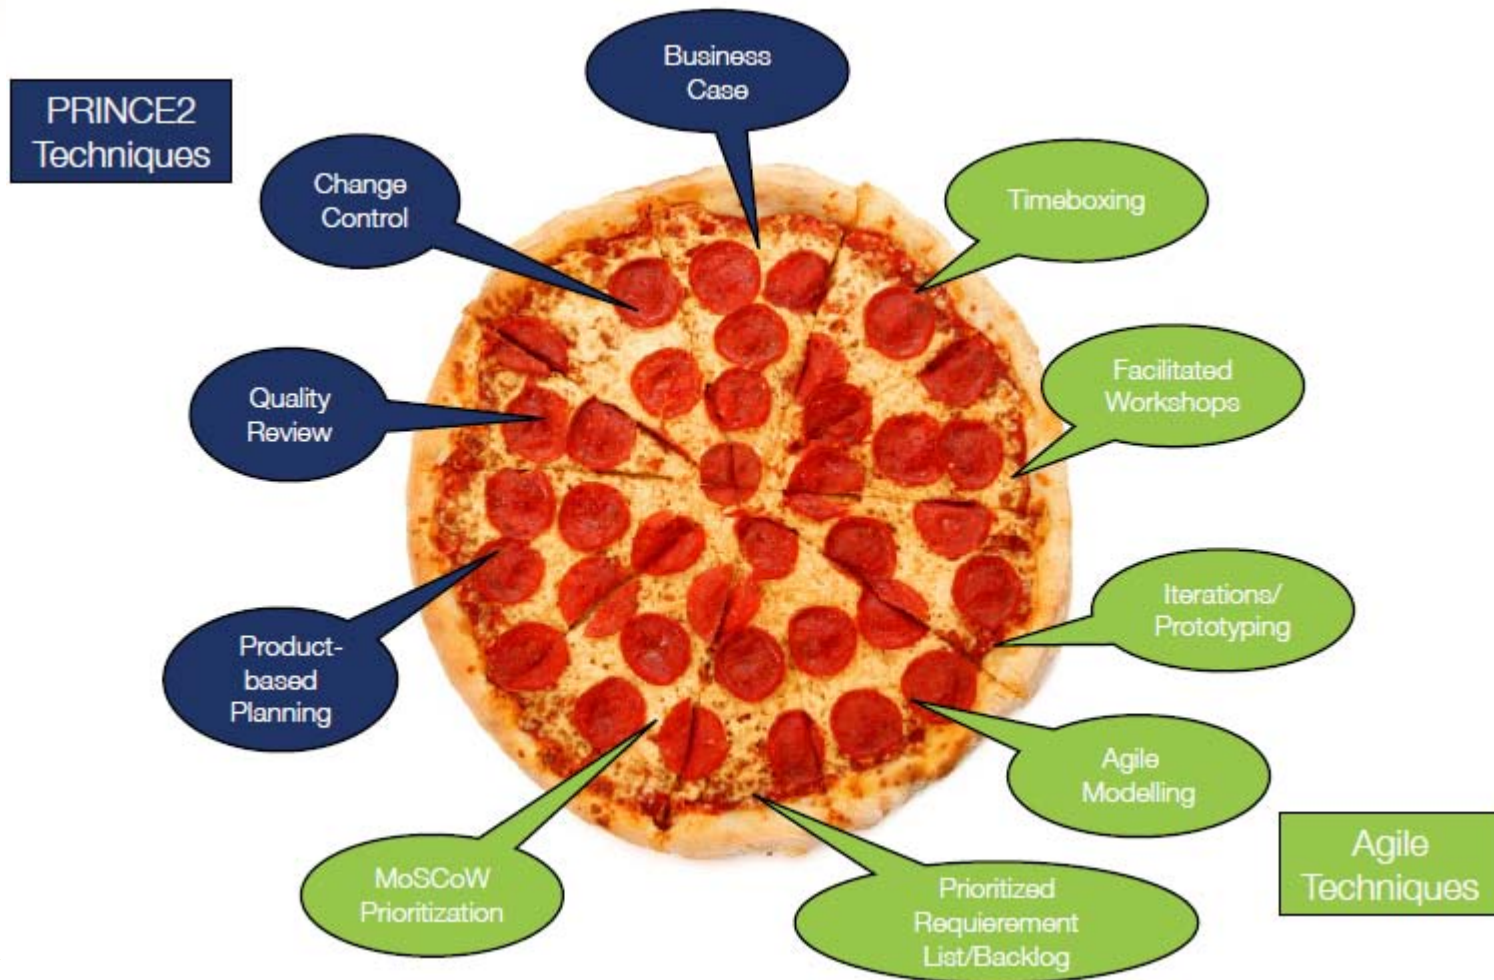 Business
Case
PRINCE2
Techniques
Change
Control
Timeboxing
Facilitated
Workshops
Quality
Review
Iterations/
Prototyping
Product-
based
Planning
Agile
Modelling
MoSCoW
Prioritization
Prioritized
Requierement
List/Backlog
Agile
Techniques